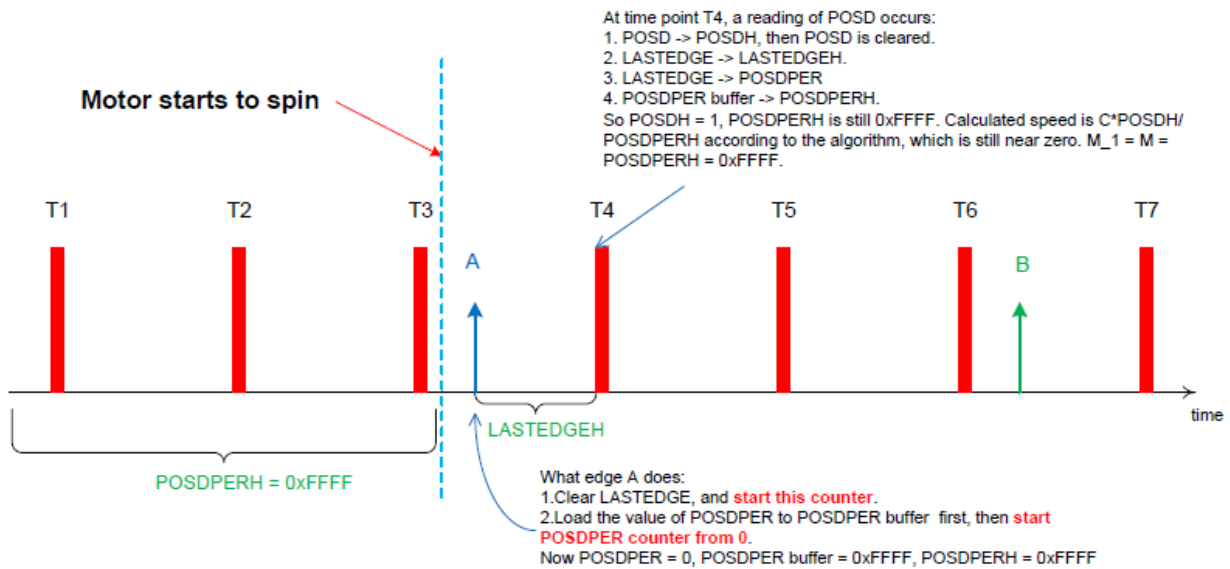 At time point T4, a reading of POSD occurs:
1. POSD -> POSDH, then POSD is cleared.
2. LASTEDGE -> LASTEDGEH.
3. LASTEDGE -> POSDPER
4. POSDPER buffer -> POSDPERH.
So POSDH = 1, POSDPERH is still 0xFFFF. Calculated speed is C*POSDH/
POSDPERH according to the algorithm, which is still near zero. M_1 = M =
POSDPERH = 0xFFFF.
Motor starts to spin
T1 T2 T3 T4 T5 T6 T7
A B
time
LASTEDGEH
POSDPERH = 0xFFFF
What edge A does:
1.Clear LASTEDGE, and start this counter.
2.Load the value of POSDPER to POSDPER buffer first, then start
POSDPER counter from 0.
Now POSDPER = 0, POSDPER buffer = 0xFFFF, POSDPERH = 0xFFFF